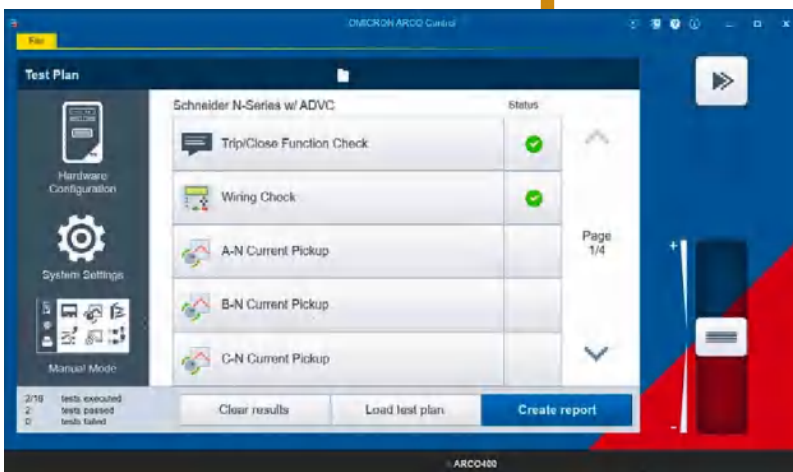 OMICRON ARCO Control
File
Test Plan
Schneider N-Series w/ ADVC
Status
Trip/Close Function Check
Wiring Check
A-N Current Pickup
B-N Current Pickup
C-N Current Pickup
Hardware
Configuration
System Settings
Manual Mode
Page
1/4
+
-
2/16 tests executed
2 tests passed
0 tests failed
Clear results
Load test plan
Create report
ARCO400